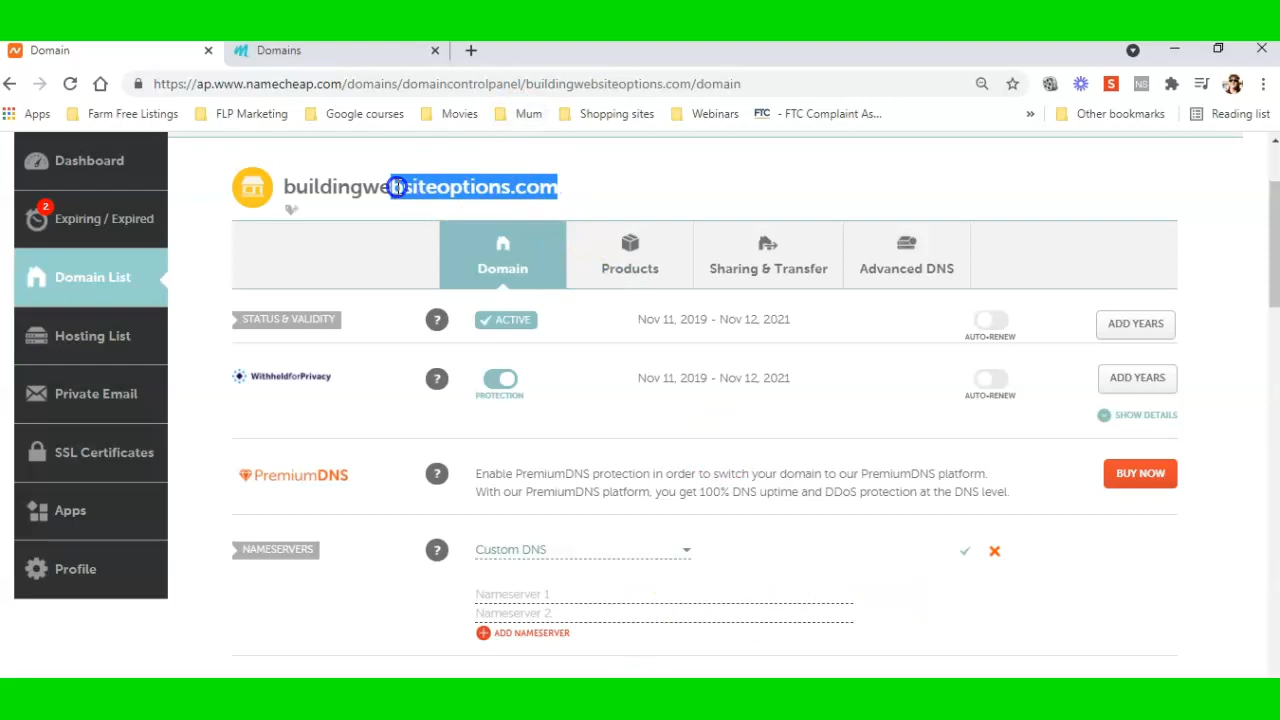 Domain
Domains
https://ap.www.namecheap.com/domains/domaincontrolpanel/buildingwebsiteoptions.com/domain
S
NS
Apps
Farm Free Listings
FLP Marketing
Google courses
Movies
Mum
Shopping sites
Webinars
FTC - FTC Complaint As...
»
Other bookmarks
Reading list
Dashboard
2
Expiring / Expired
Domain List
Hosting List
Private Email
SSL Certificates
Apps
Profile
buildingwebsiteoptions.com
Domain
Products
Sharing & Transfer
Advanced DNS
STATUS & VALIDITY
?
ACTIVE
Nov 11, 2019 - Nov 12, 2021
AUTO-RENEW
ADD YEARS
WithheldforPrivacy
?
PROTECTION
Nov 11, 2019 - Nov 12, 2021
AUTO-RENEW
ADD YEARS
SHOW DETAILS
PremiumDNS
?
Enable PremiumDNS protection in order to switch your domain to our PremiumDNS platform.
With our PremiumDNS platform, you get 100% DNS uptime and DDoS protection at the DNS level.
BUY NOW
NAMESERVERS
?
Custom DNS
Nameserver 1
Nameserver 2
ADD NAMESERVER